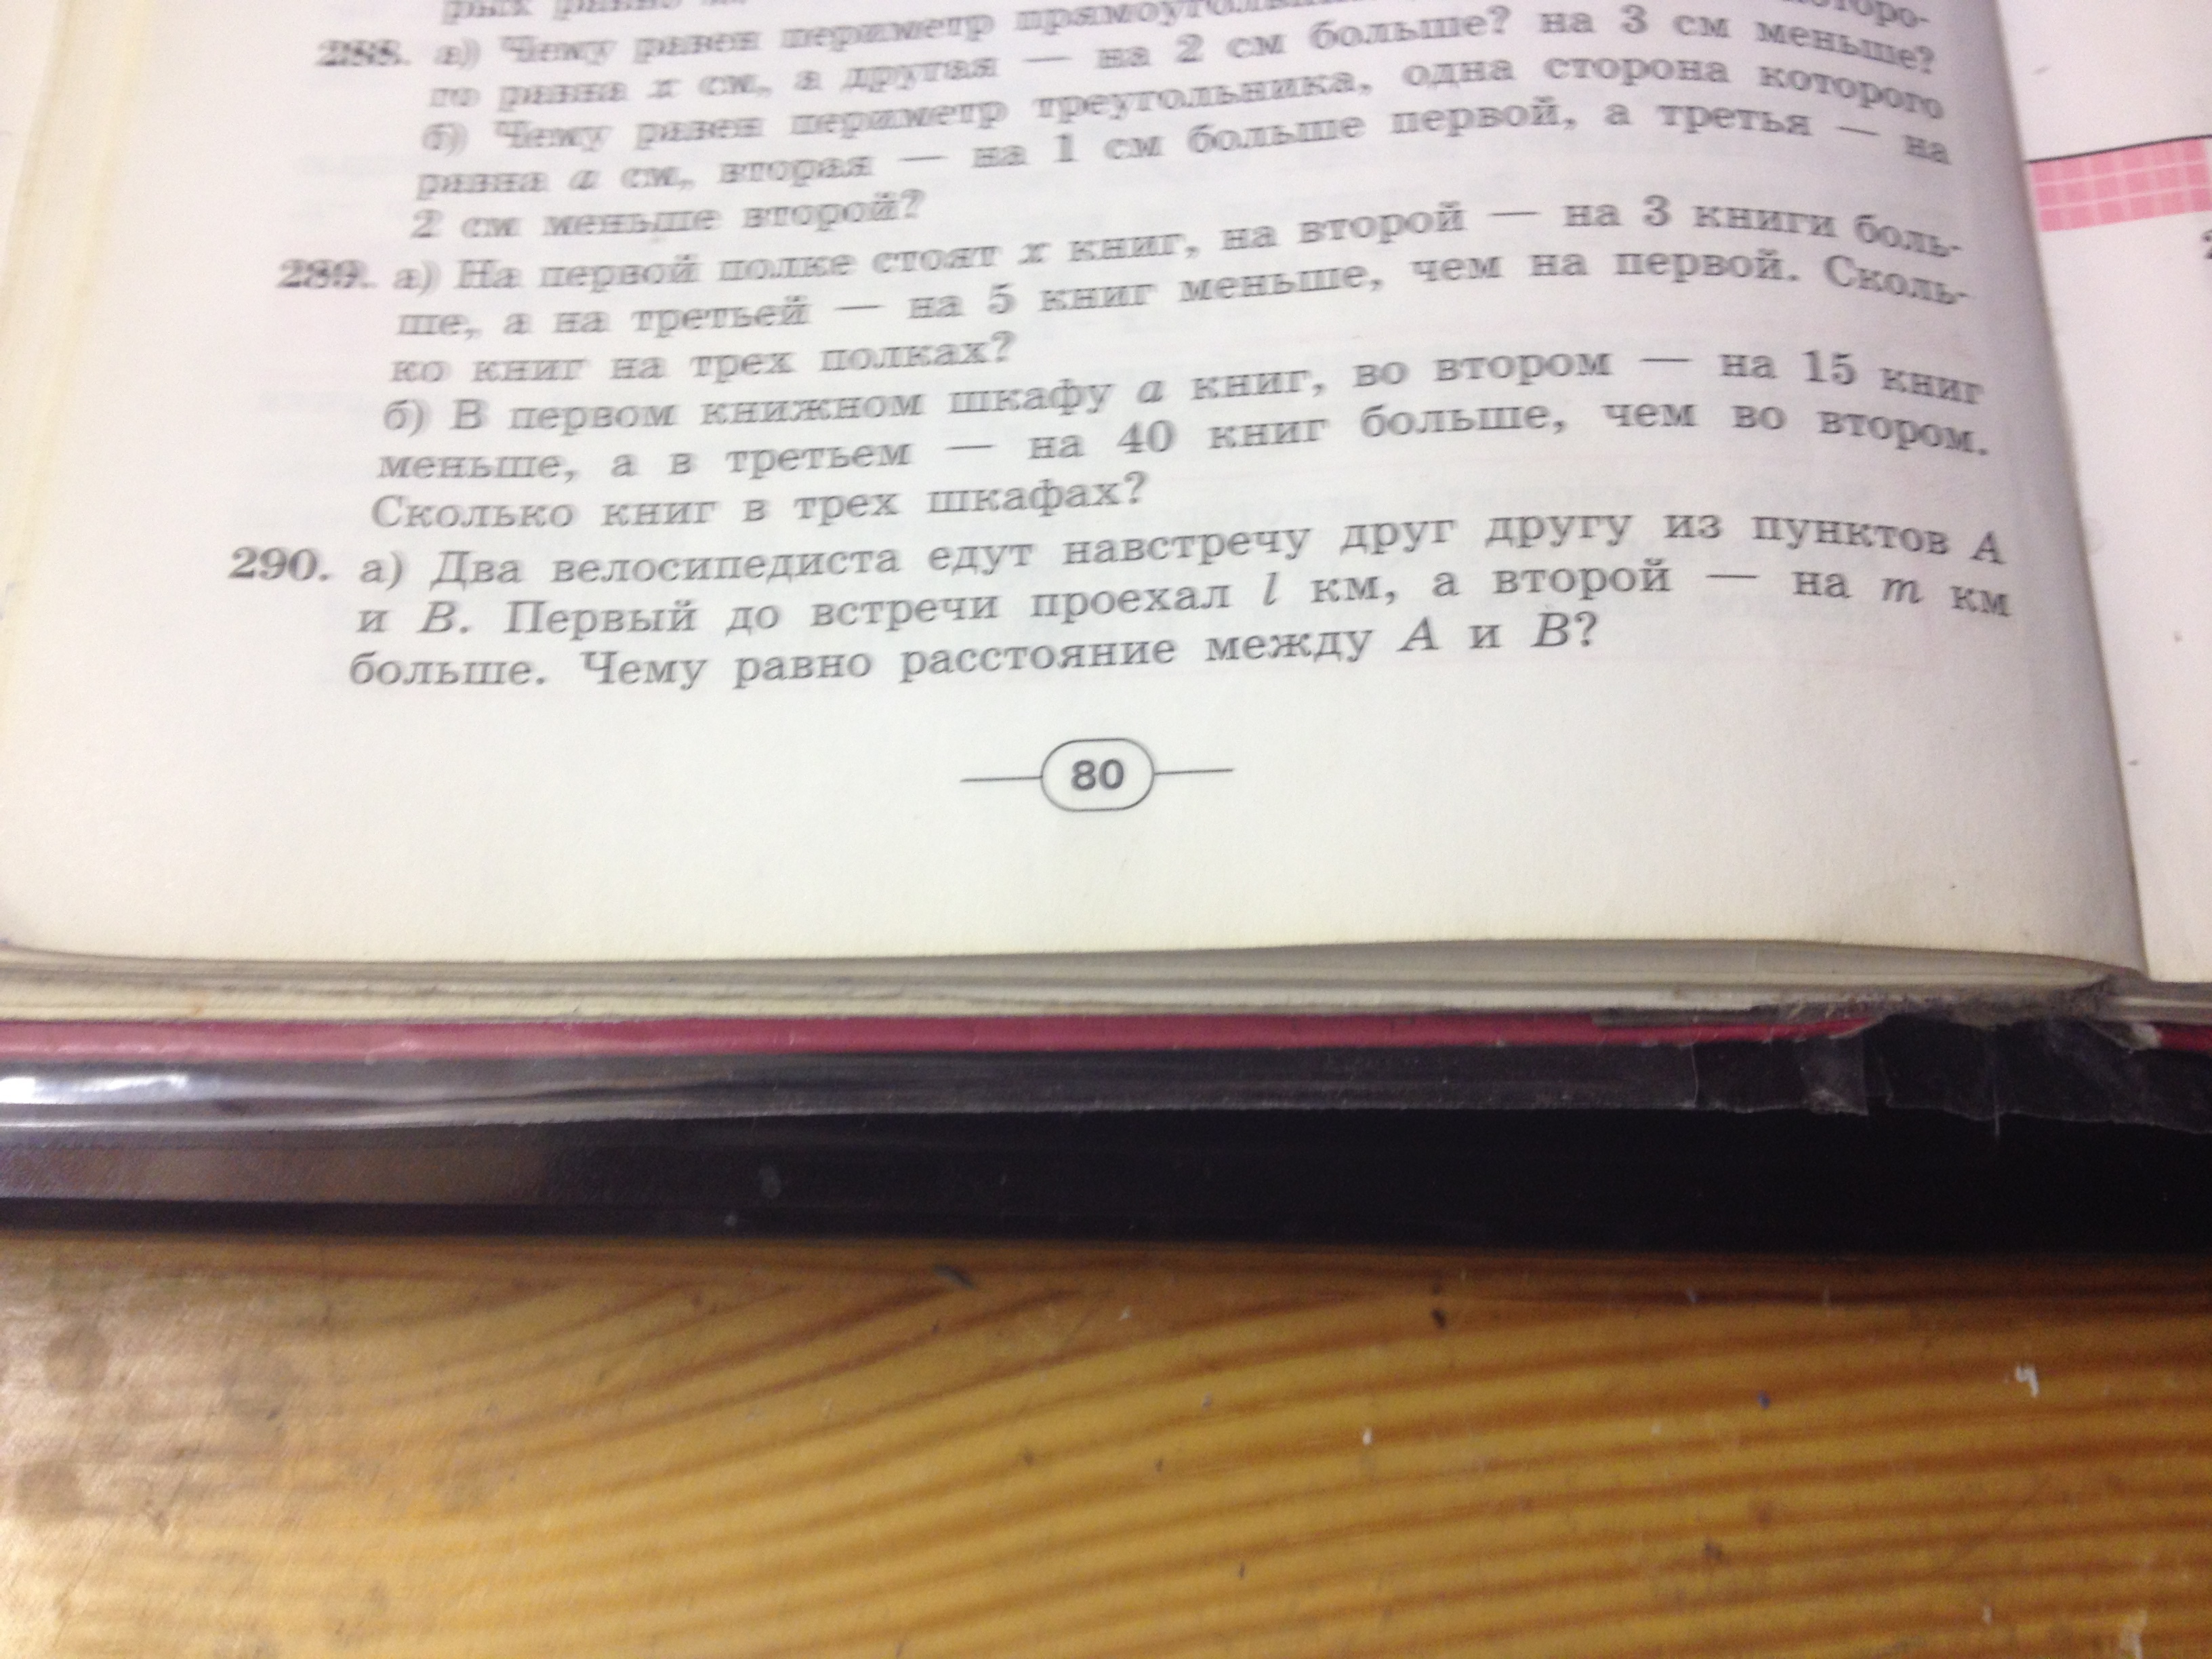 рых равно
288. а) Чему равен периметр
го равна x см, а другая — на 2 см больше? на 3 см меньше?
б) Чему равен периметр треугольника, одна сторона которого
равна a см, вторая — на 1 см больше первой, а третья — на
2 см меньше второй?
289. а) На первой полке стоят x книг, на второй — на 3 книги боль-
ше, а на третьей — на 5 книг меньше, чем на первой. Сколь-
ко книг на трех полках?
б) В первом книжном шкафу a книг, во втором — на 15 книг
меньше, а в третьем — на 40 книг больше, чем во втором.
Сколько книг в трех шкафах?
290. а) Два велосипедиста едут навстречу друг другу из пунктов A
и B. Первый до встречи проехал l км, а второй — на m км
больше. Чему равно расстояние между A и B?
80